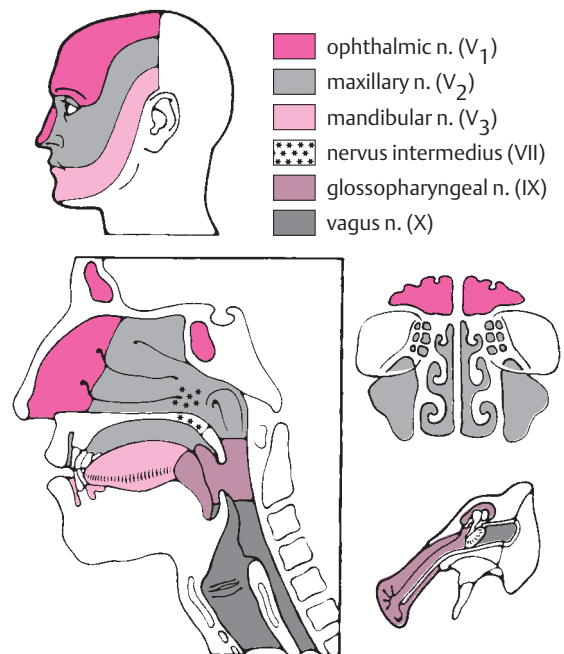 ophthalmic n. (V1)
maxillary n. (V2)
mandibular n. (V3)
nervus intermedius (VII)
glossopharyngeal n. (IX)
vagus n. (X)